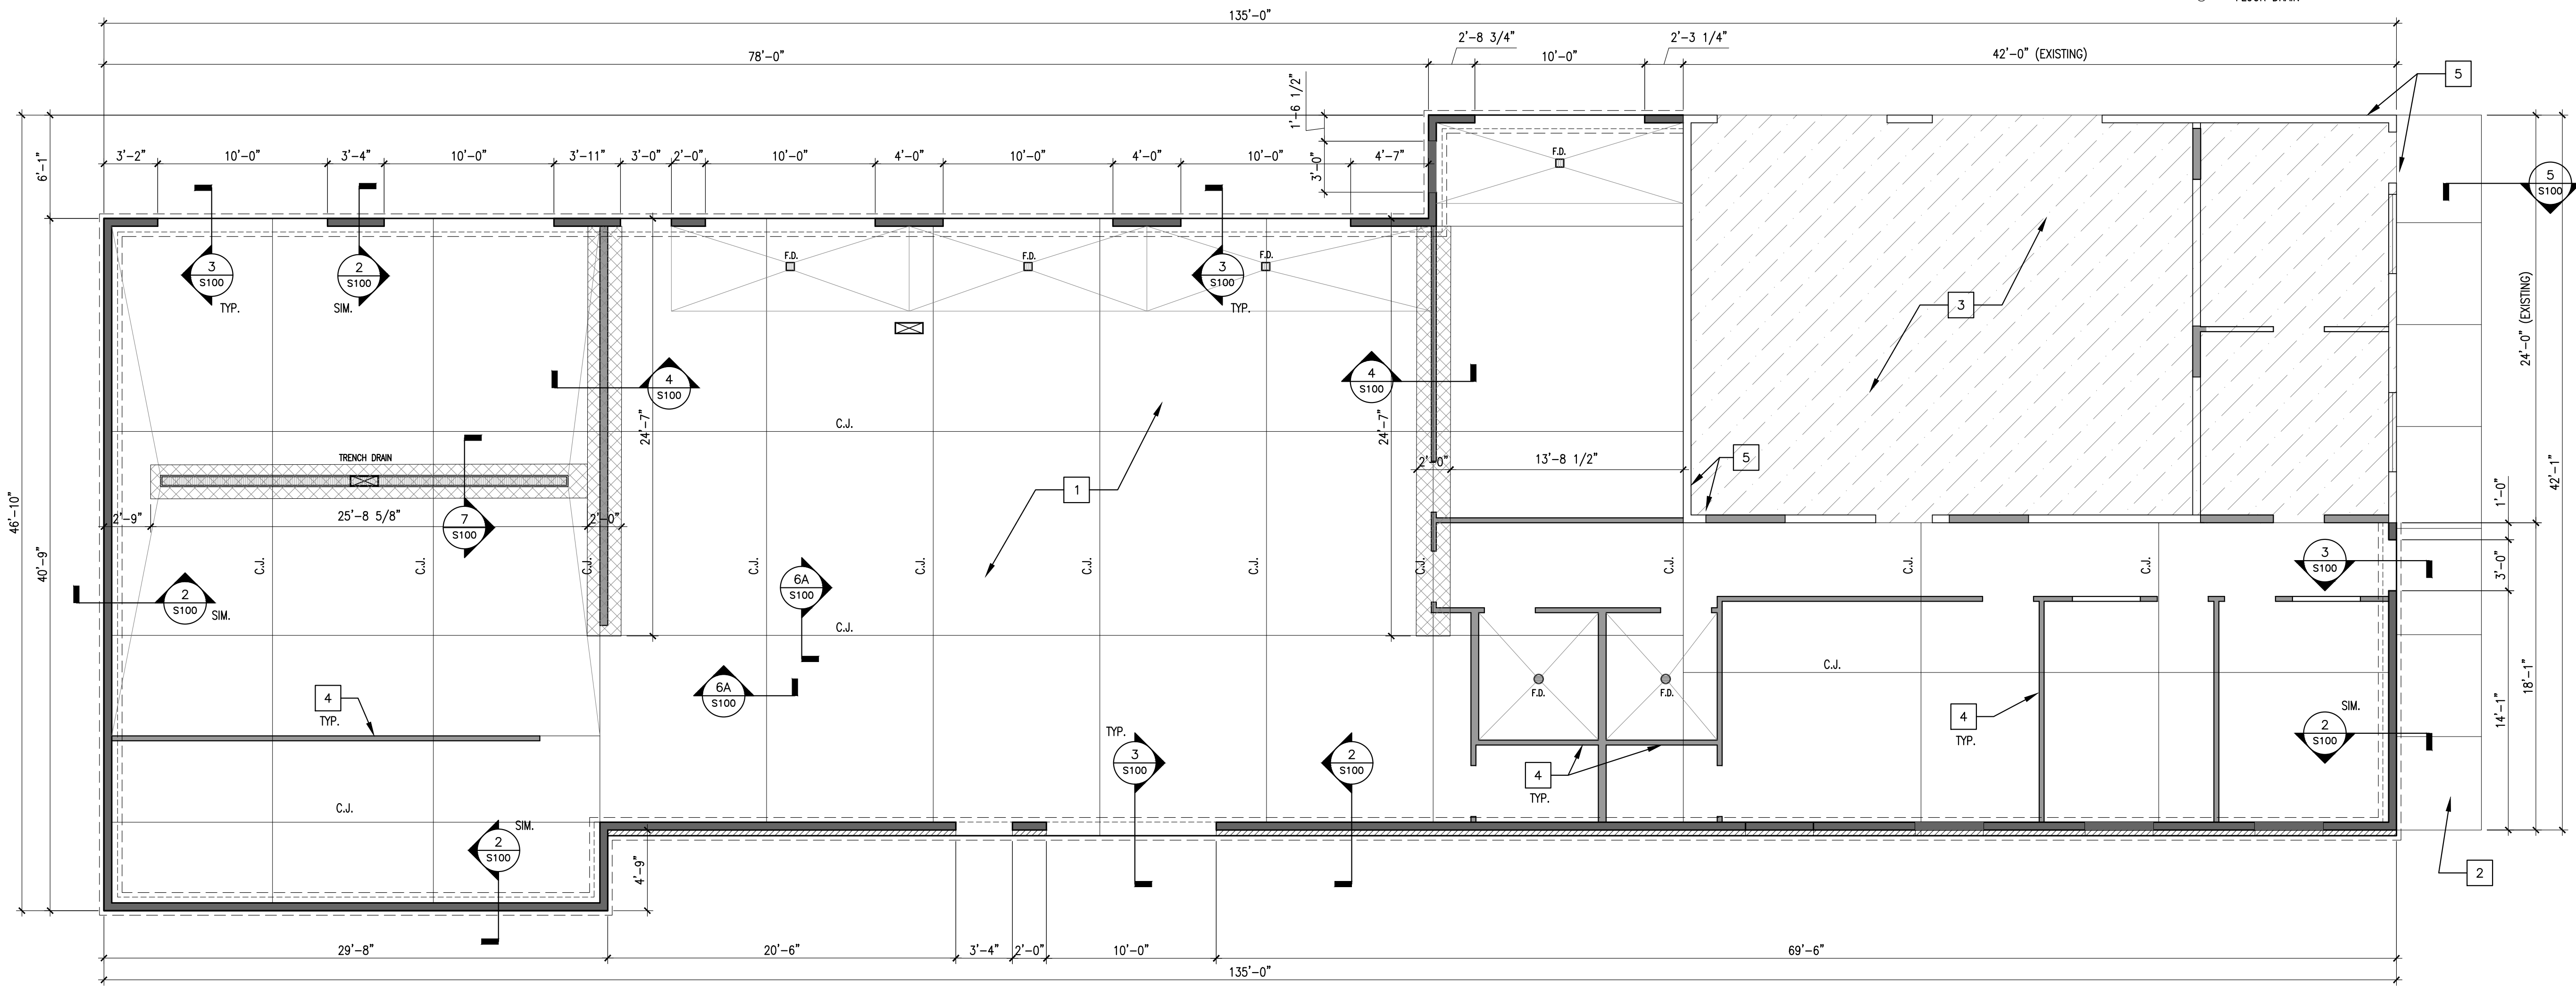 135'-0"
2'-8 3/4"
2'-3 1/4"
78'-0"
10'-0"
42'-0" (EXISTING)
5
1'-6 1/2"
3'-2"
10'-0"
3'-4"
10'-0"
3'-11"
3'-0"
2'-0"
10'-0"
4'-0"
10'-0"
4'-0"
10'-0"
4'-7"
3'-0"
6'-1"
F.D.
5
S100
3
S100
TYP.
2
S100
SIM.
F.D.
F.D.
F.D.
3
S100
TYP.
3
24'-0" (EXISTING)
4
S100
4
S100
24'-7"
24'-7"
C.J.
TRENCH DRAIN
2'-0"
13'-8 1/2"
5
1
42'-1"
46'-10"
40'-9"
2'-9"
25'-8 5/8"
2'-0"
7
S100
1'-0"
3'-0"
C.J.
C.J.
C.J.
C.J.
C.J.
C.J.
C.J.
C.J.
C.J.
C.J.
C.J.
3
S100
2
S100
SIM.
6A
S100
C.J.
C.J.
6A
S100
F.D.
F.D.
4
TYP.
4
TYP.
SIM.
2
S100
14'-1"
18'-1"
TYP.
3
S100
2
S100
4
TYP.
C.J.
SIM.
2
S100
4'-9"
2
29'-8"
20'-6"
3'-4"
2'-0"
10'-0"
69'-6"
135'-0"